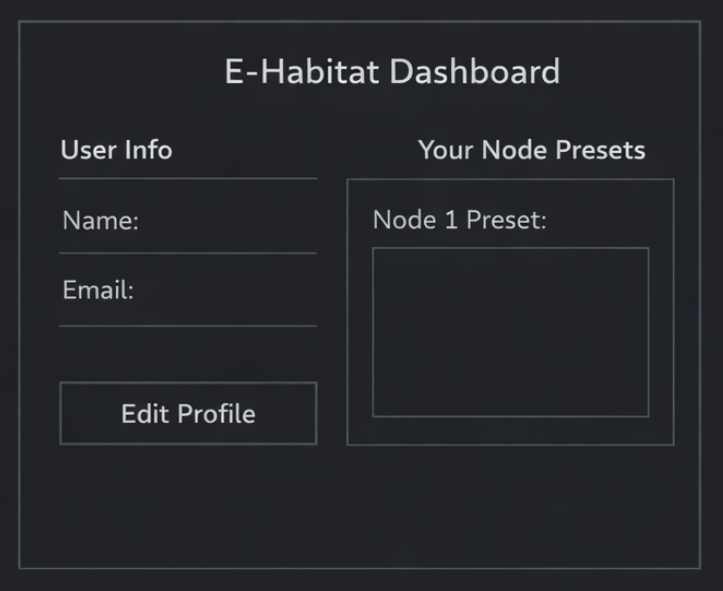 E-Habitat Dashboard
User Info
Name:
Email:
Edit Profile
Your Node Presets
Node 1 Preset: